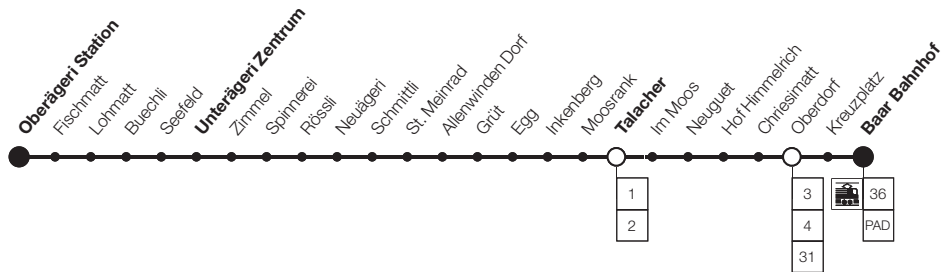 Oberägeri Station
Fischmatt
Lohmatt
Buechli
Seefeld
Unterägeri Zentrum
Zimmel
Spinnerei
Rössli
Neuägeri
Schmittli
St. Meinrad
Allenwinden Dorf
Grüt
Egg
Inkenberg
Moosrank
Talacher
Im Moos
Neuguet
Hof Himmelrich
Chriesimatt
Oberdorf
Kreuzplatz
Baar Bahnhof
1
2
3
4
31
36
PAD